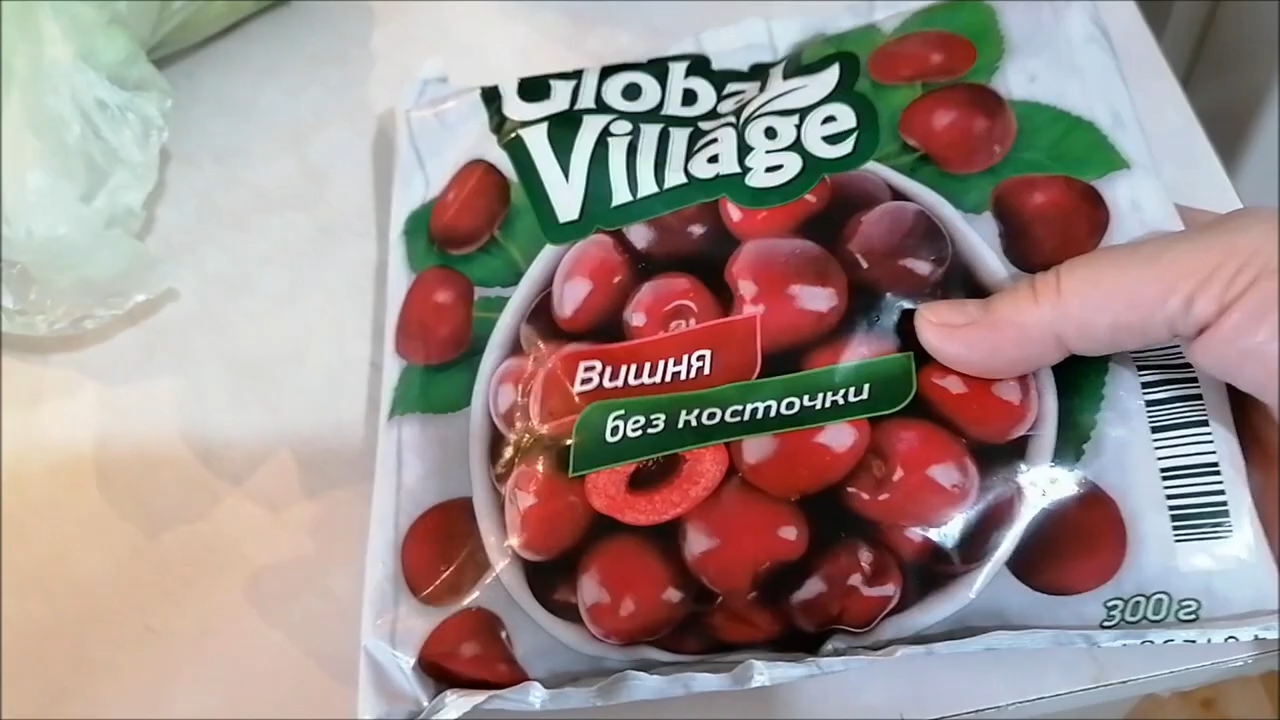 Global
Village
Вишня
без косточки
300 г